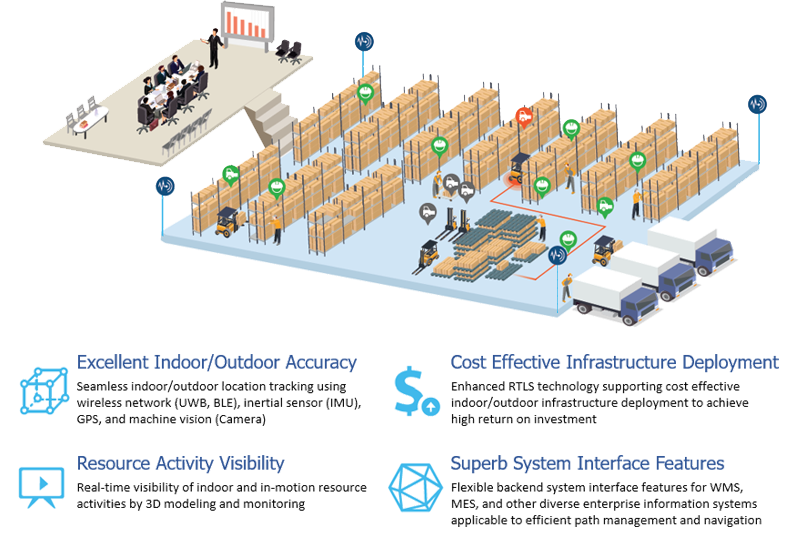 Excellent Indoor/Outdoor Accuracy
Seamless indoor/outdoor location tracking using
wireless network (UWB, BLE), inertial sensor (IMU),
GPS, and machine vision (Camera)
Cost Effective Infrastructure Deployment
Enhanced RTLS technology supporting cost effective
indoor/outdoor infrastructure deployment to achieve
high return on investment
Resource Activity Visibility
Real-time visibility of indoor and in-motion resource
activities by 3D modeling and monitoring
Superb System Interface Features
Flexible backend system interface features for WMS,
MES, and other diverse enterprise information systems
applicable to efficient path management and navigation